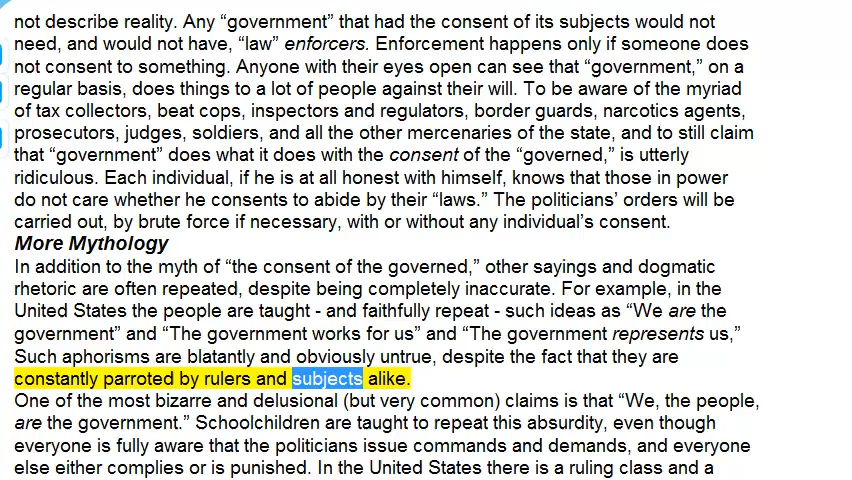 not describe reality. Any “government” that had the consent of its subjects would not
need, and would not have, “law” enforcers. Enforcement happens only if someone does
not consent to something. Anyone with their eyes open can see that “government,” on a
regular basis, does things to a lot of people against their will. To be aware of the myriad
of tax collectors, beat cops, inspectors and regulators, border guards, narcotics agents,
prosecutors, judges, soldiers, and all the other mercenaries of the state, and to still claim
that “government” does what it does with the consent of the “governed,” is utterly
ridiculous. Each individual, if he is at all honest with himself, knows that those in power
do not care whether he consents to abide by their “laws.” The politicians’ orders will be
carried out, by brute force if necessary, with or without any individual’s consent.
More Mythology
In addition to the myth of “the consent of the governed,” other sayings and dogmatic
rhetoric are often repeated, despite being completely inaccurate. For example, in the
United States the people are taught - and faithfully repeat - such ideas as “We are the
government” and “The government works for us” and “The government represents us,”
Such aphorisms are blatantly and obviously untrue, despite the fact that they are
constantly parroted by rulers and subjects alike.
One of the most bizarre and delusional (but very common) claims is that “We, the people,
are the government.” Schoolchildren are taught to repeat this absurdity, even though
everyone is fully aware that the politicians issue commands and demands, and everyone
else either complies or is punished. In the United States there is a ruling class and a